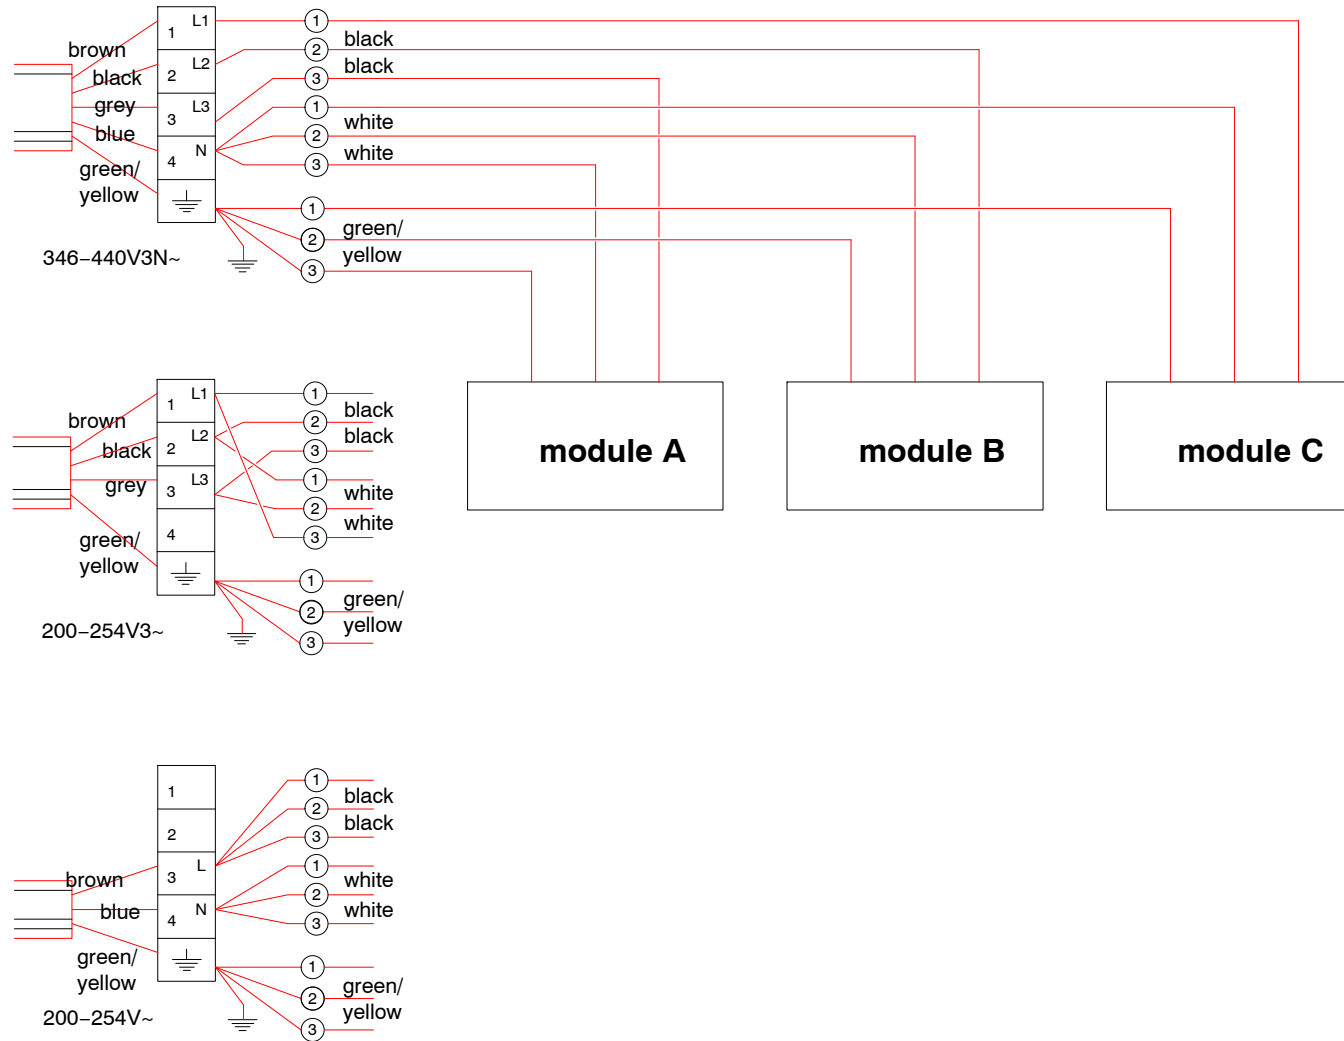 L1
1
1
brown
black
2
L2
2
black
black
3
grey
L3
1
3
white
blue
2
N
white
4
3
green/
yellow
1
green/
2
yellow
346–440V3N~
3
L1
1
1
black
brown
2
L2
black
black
2
3
L3
1
grey
3
white
2
white
4
3
green/
yellow
1
green/
2
yellow
200–254V3~
3
module A
module B
module C
1
1
black
2
2
black
3
L
1
brown
3
white
2
blue
N
white
4
3
green/
yellow
1
green/
2
yellow
200–254V~
3